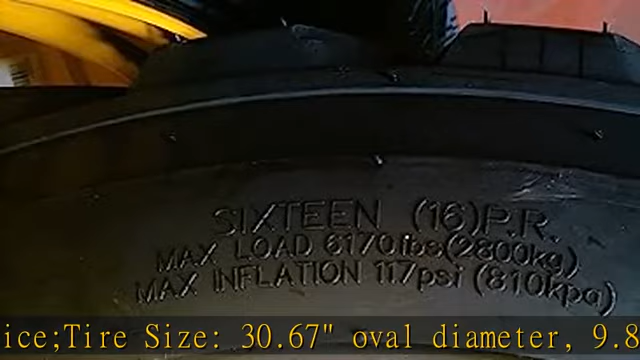 SIXTEEN (16)P.R.
MAX LOAD 6170lbs(2800kg)
MAX INFLATION 117psi (810kpa)
ice;Tire Size: 30.67" oval diameter, 9.8